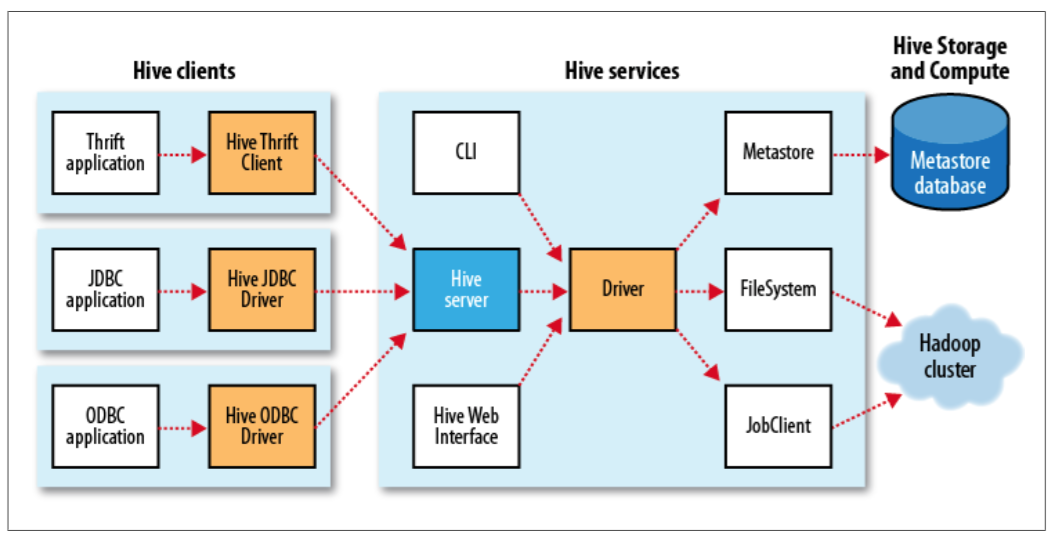 Hive clients
Hive services
Hive Storage
and Compute
Thrift
application
Hive Thrift
Client
JDBC
application
Hive JDBC
Driver
ODBC
application
Hive ODBC
Driver
CLI
Hive
server
Hive Web
Interface
Driver
Metastore
FileSystem
JobClient
Metastore
database
Hadoop
cluster